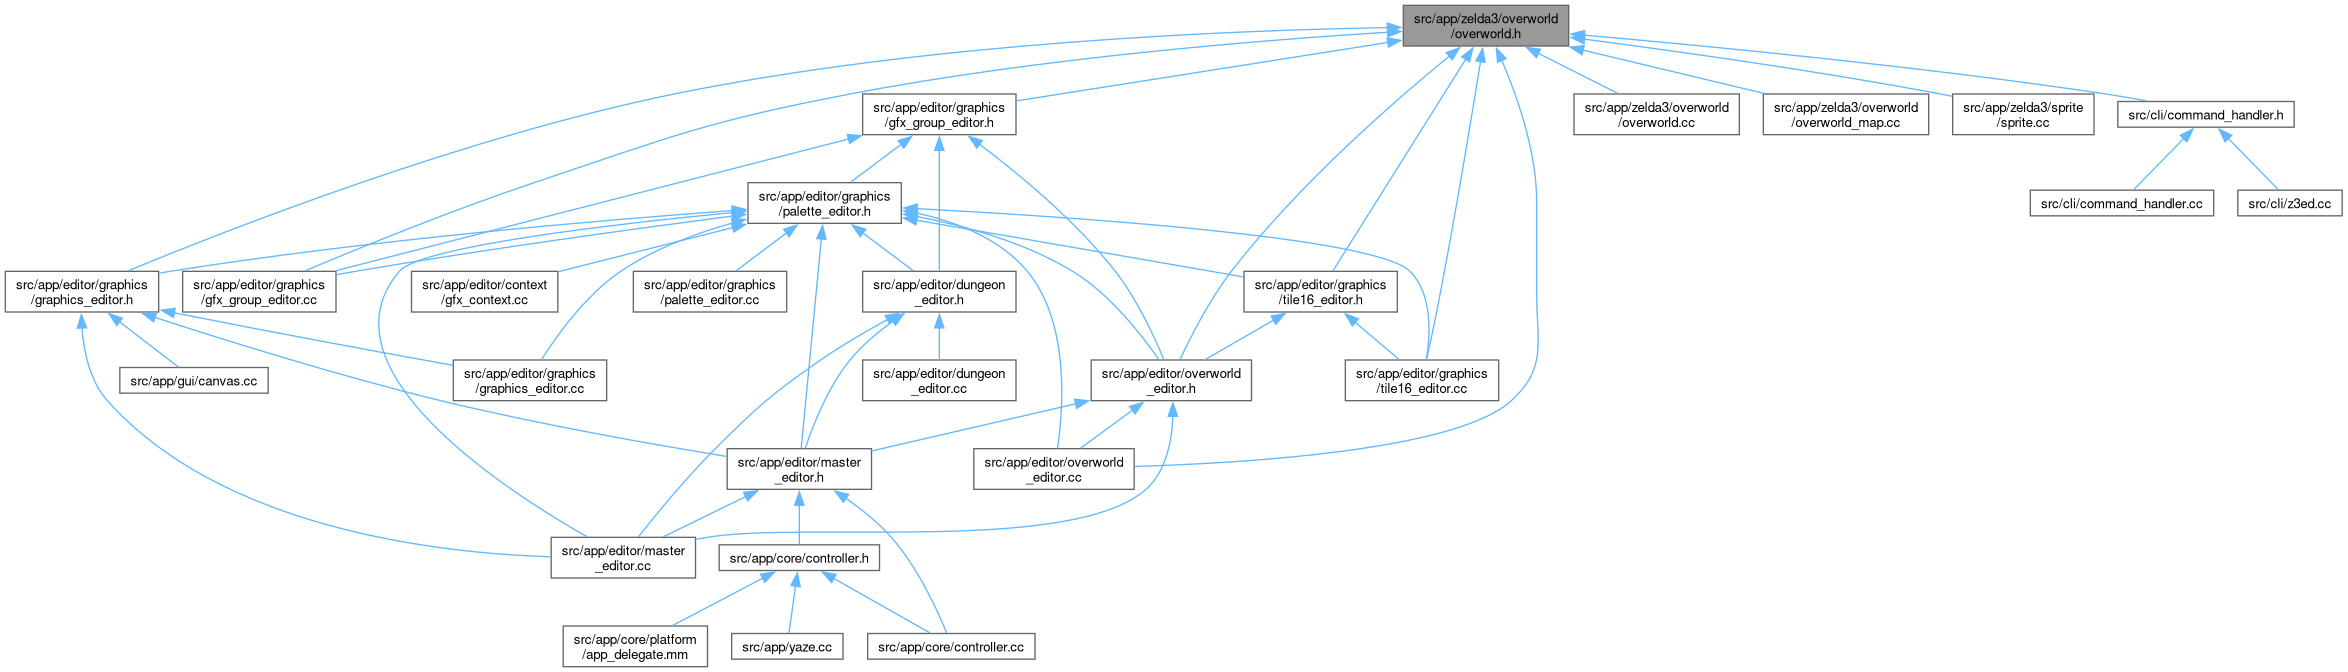 src/app/zelda3/overworld
/overworld.h
src/app/editor/graphics
/gfx_group_editor.h
src/app/zelda3/overworld
/overworld.cc
src/app/zelda3/overworld
/overworld_map.cc
src/app/zelda3/sprite
/sprite.cc
src/cli/command_handler.h
src/app/editor/graphics
/palette_editor.h
src/cli/command_handler.cc
src/cli/z3ed.cc
src/app/editor/graphics
/graphics_editor.h
src/app/editor/graphics
/gfx_group_editor.cc
src/app/editor/context
/gfx_context.cc
src/app/editor/graphics
/palette_editor.cc
src/app/editor/dungeon
_editor.h
src/app/editor/graphics
/tile16_editor.h
src/app/gui/canvas.cc
src/app/editor/graphics
/graphics_editor.cc
src/app/editor/dungeon
_editor.cc
src/app/editor/overworld
_editor.h
src/app/editor/graphics
/tile16_editor.cc
src/app/editor/master
_editor.h
src/app/editor/overworld
_editor.cc
src/app/editor/master
_editor.cc
src/app/core/controller.h
src/app/core/platform
/app_delegate.mm
src/app/yaze.cc
src/app/core/controller.cc